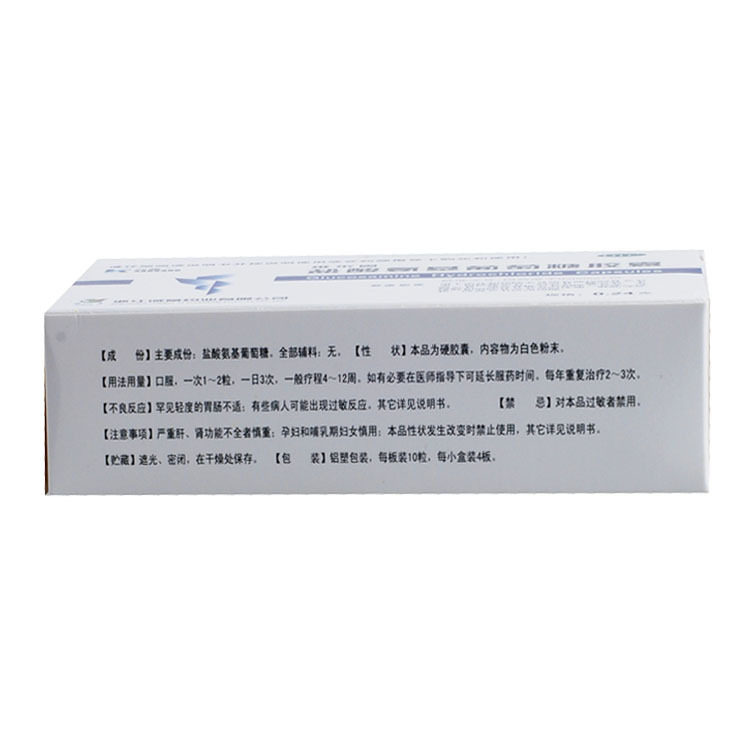 Glucosamine Hydrochloride Capsules
【成 份】主要成份：盐酸氨基葡萄糖。全部辅料：无。【性 状】本品为硬胶囊，内容物为白色粉末。
【用法用量】口服，一次1～2粒，一日3次，一般疗程4～12周。如有必要在医师指导下可延长服药时间，每年重复治疗2～3次。
【不良反应】罕见轻度的胃肠不适；有些病人可能出现过敏反应。其它详见说明书。 【禁 忌】对本品过敏者禁用。
【注意事项】严重肝、肾功能不全者慎重；孕妇和哺乳期妇女慎用；本品性状发生改变时禁止使用，其它详见说明书。
【贮藏】遮光、密闭，在干燥处保存。【包 装】铝塑包装，每板装10粒，每小盒装4板。